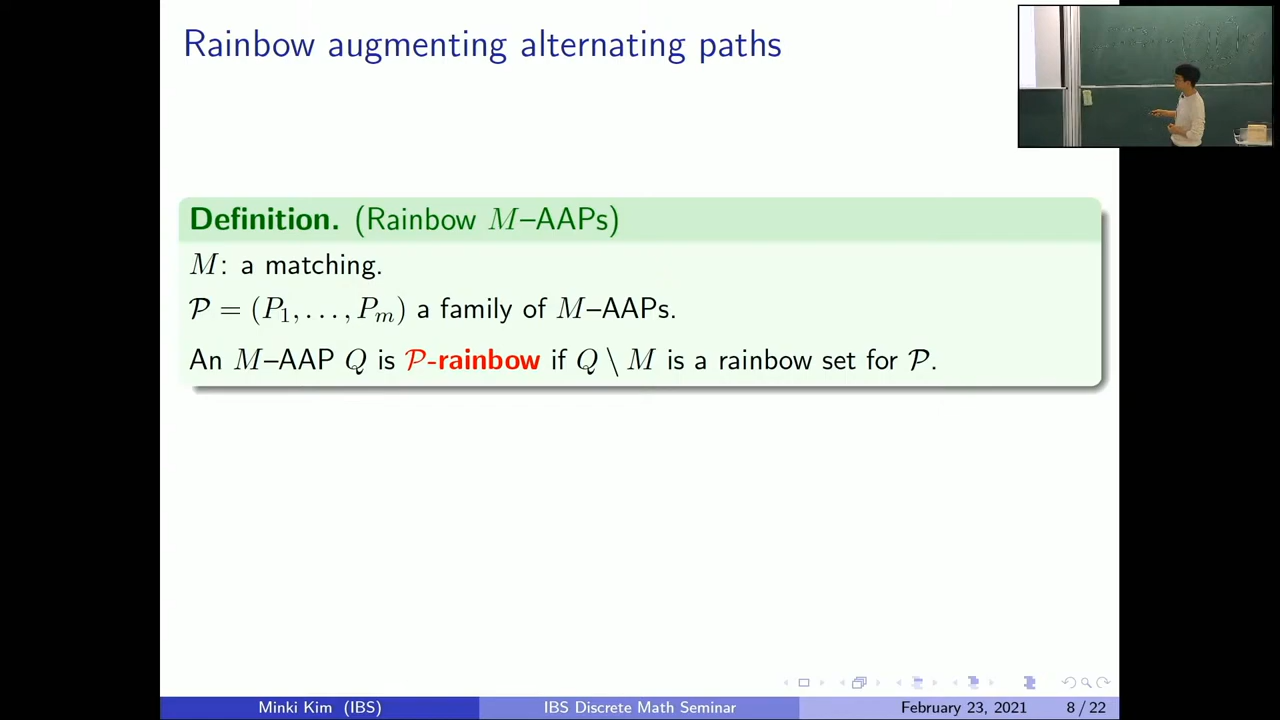 Rainbow augmenting alternating paths
Definition. (Rainbow M–AAPs)
M: a matching.
𝒫 = (P₁, . . . , Pₘ) a family of M–AAPs.
An M–AAP Q is 𝒫-rainbow if Q \ M is a rainbow set for 𝒫.
Minki Kim (IBS) IBS Discrete Math Seminar February 23, 2021 8 / 22